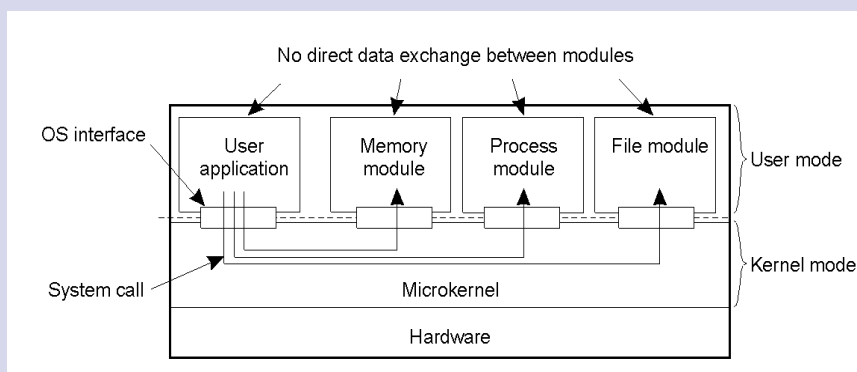 No direct data exchange between modules
OS interface
User
application
Memory
module
Process
module
File module
User mode
System call
Microkernel
Kernel mode
Hardware